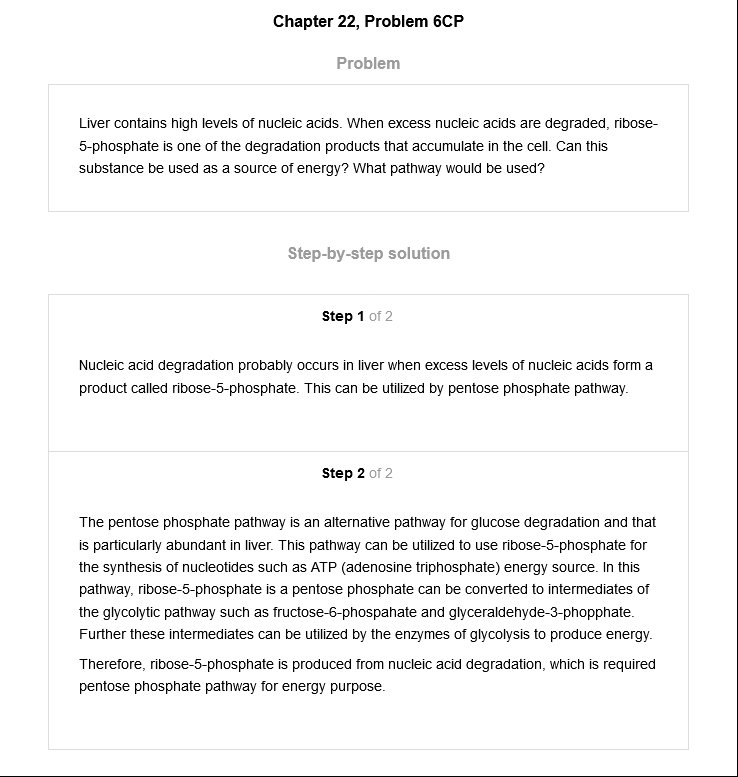 Chapter 22, Problem 6CP
Problem
Liver contains high levels of nucleic acids. When excess nucleic acids are degraded, ribose-
5-phosphate is one of the degradation products that accumulate in the cell. Can this
substance be used as a source of energy? What pathway would be used?
Step-by-step solution
Step 1 of 2
Nucleic acid degradation probably occurs in liver when excess levels of nucleic acids form a
product called ribose-5-phosphate. This can be utilized by pentose phosphate pathway.
Step 2 of 2
The pentose phosphate pathway is an alternative pathway for glucose degradation and that
is particularly abundant in liver. This pathway can be utilized to use ribose-5-phosphate for
the synthesis of nucleotides such as ATP (adenosine triphosphate) energy source. In this
pathway, ribose-5-phosphate is a pentose phosphate can be converted to intermediates of
the glycolytic pathway such as fructose-6-phospahate and glyceraldehyde-3-phopphate.
Further these intermediates can be utilized by the enzymes of glycolysis to produce energy.
Therefore, ribose-5-phosphate is produced from nucleic acid degradation, which is required
pentose phosphate pathway for energy purpose.